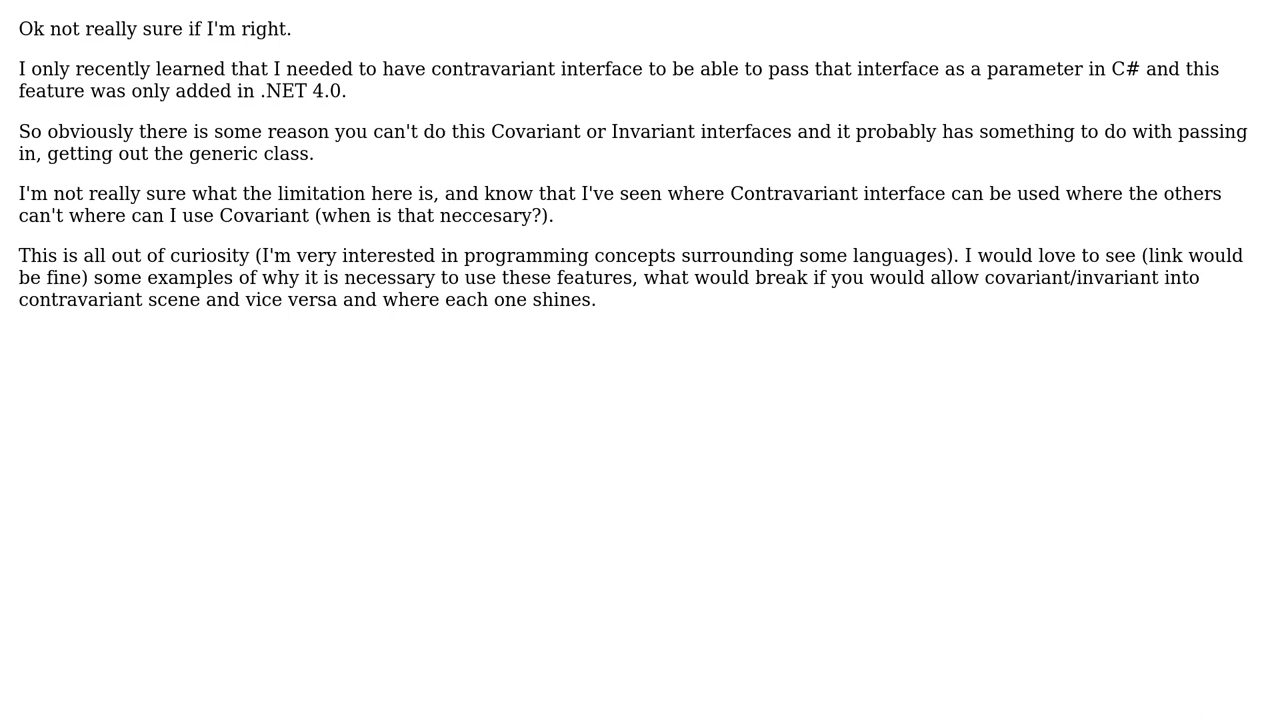 Ok not really sure if I'm right.
I only recently learned that I needed to have contravariant interface to be able to pass that interface as a parameter in C# and this
feature was only added in .NET 4.0.
So obviously there is some reason you can't do this Covariant or Invariant interfaces and it probably has something to do with passing
in, getting out the generic class.
I'm not really sure what the limitation here is, and know that I've seen where Contravariant interface can be used where the others
can't where can I use Covariant (when is that neccesary?).
This is all out of curiosity (I'm very interested in programming concepts surrounding some languages). I would love to see (link would
be fine) some examples of why it is necessary to use these features, what would break if you would allow covariant/invariant into
contravariant scene and vice versa and where each one shines.